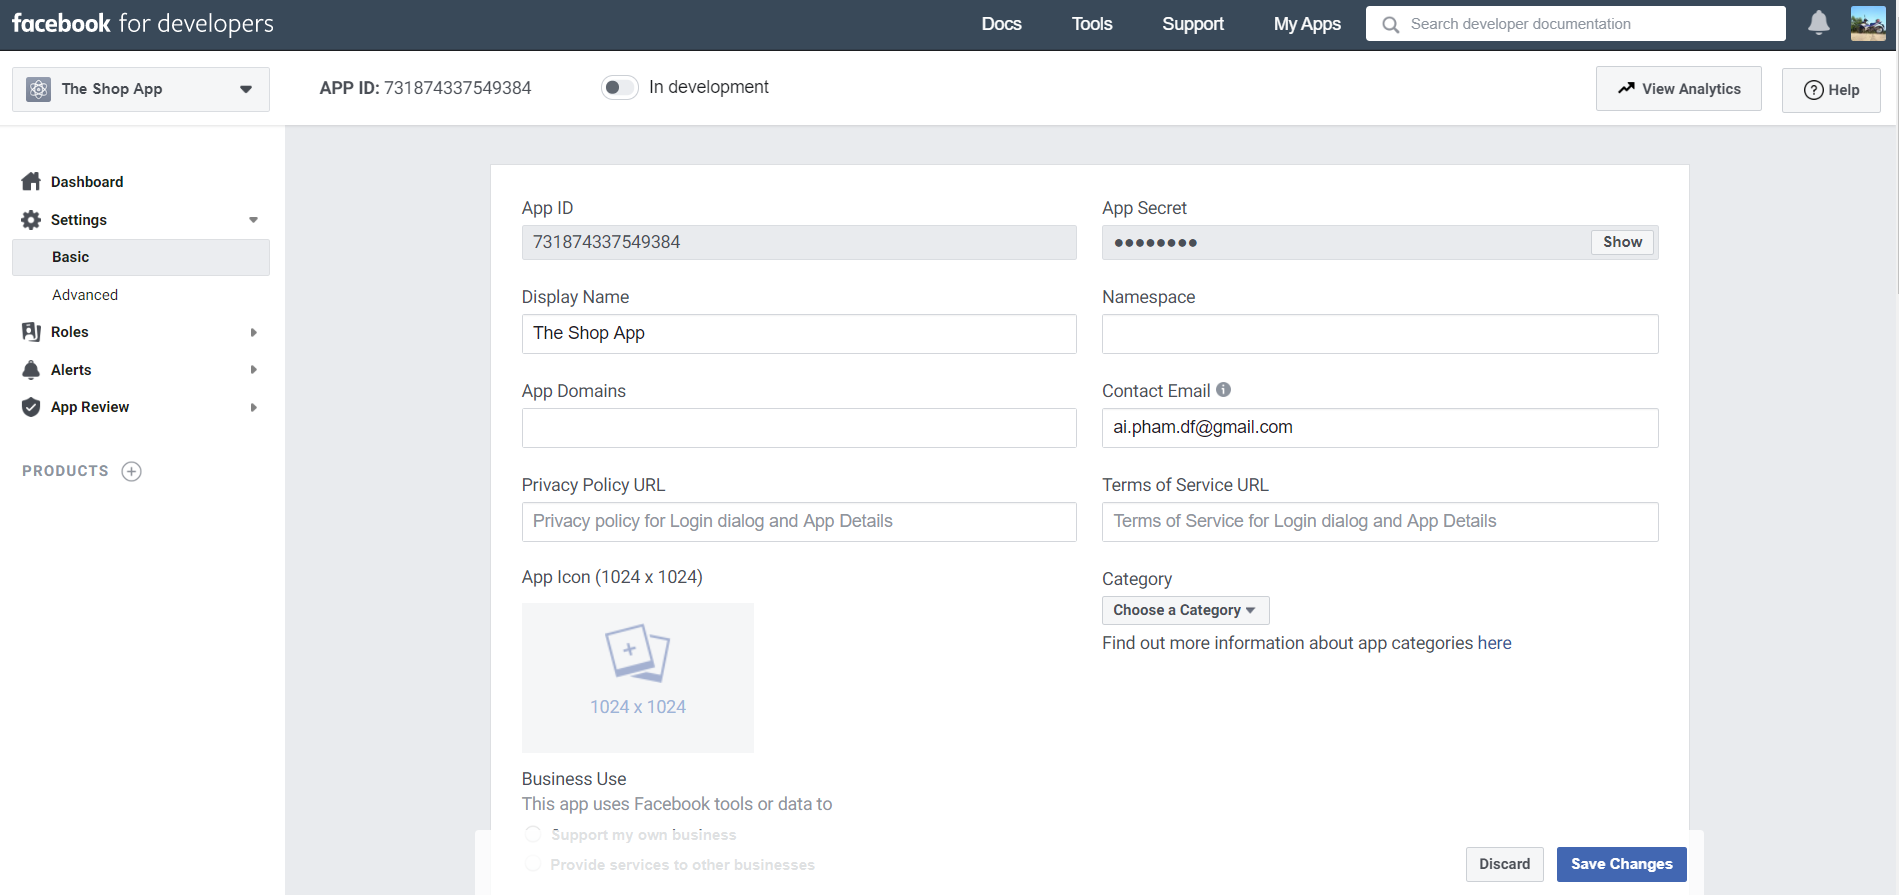 facebook for developers
Docs Tools Support My Apps Search developer documentation
The Shop App
APP ID: 731874337549384
In development
View Analytics
Help
Dashboard
Settings
Basic
Advanced
Roles
Alerts
App Review
PRODUCTS
App ID
731874337549384
App Secret
●●●●●●●●
Show
Display Name
The Shop App
Namespace
App Domains
Contact Email
ai.pham.df@gmail.com
Privacy Policy URL
Privacy policy for Login dialog and App Details
Terms of Service URL
Terms of Service for Login dialog and App Details
App Icon (1024 x 1024)
1024 x 1024
Category
Choose a Category
Find out more information about app categories here
Business Use
This app uses Facebook tools or data to
Support my own business
Provide services to other businesses
Discard
Save Changes